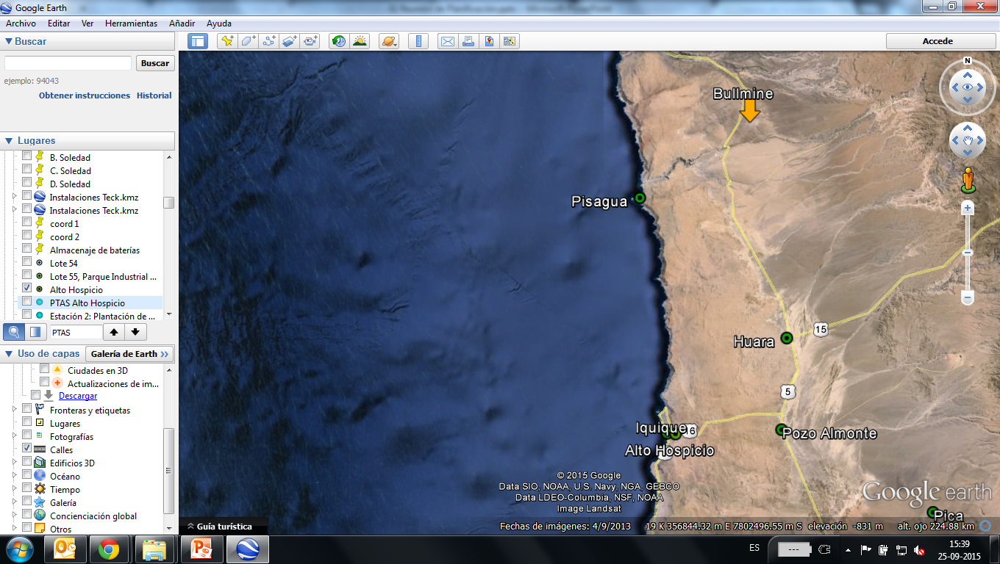 Google Earth
Archivo Editar Ver Herramientas Añadir Ayuda
Buscar
Accede
Buscar
ejemplo: 94043
Obtener instrucciones Historial
Lugares
B. Soledad
C. Soledad
D. Soledad
Instalaciones Teck.kmz
Instalaciones Teck.kmz
coord 1
coord 2
Almacenaje de baterías
Lote 54
Lote 55, Parque Industrial ...
Alto Hospicio
PTAS Alto Hospicio
Estación 2: Plantación de ...
PTAS
Uso de capas
Galería de Earth
Ciudades en 3D
Actualizaciones de im...
Descargar
Fronteras y etiquetas
Lugares
Fotografías
Calles
Edificios 3D
Océano
Tiempo
Galería
Concienciación global
Otros
N
Bullmine
Pisagua
Huara
15
5
Iquique
16
Pozo Almonte
Alto Hospicio
Pica
© 2015 Google
Data SIO, NOAA, U.S. Navy, NGA, GEBCO
Data LDEO-Columbia, NSF, NOAA
Image Landsat
Google earth
Guía turística
Fechas de imágenes: 4/9/2013 19 K 356844.32 m E 7802496.55 m S elevación -831 m alt. ojo 224.88 km
ES
---
15:39
25-09-2015